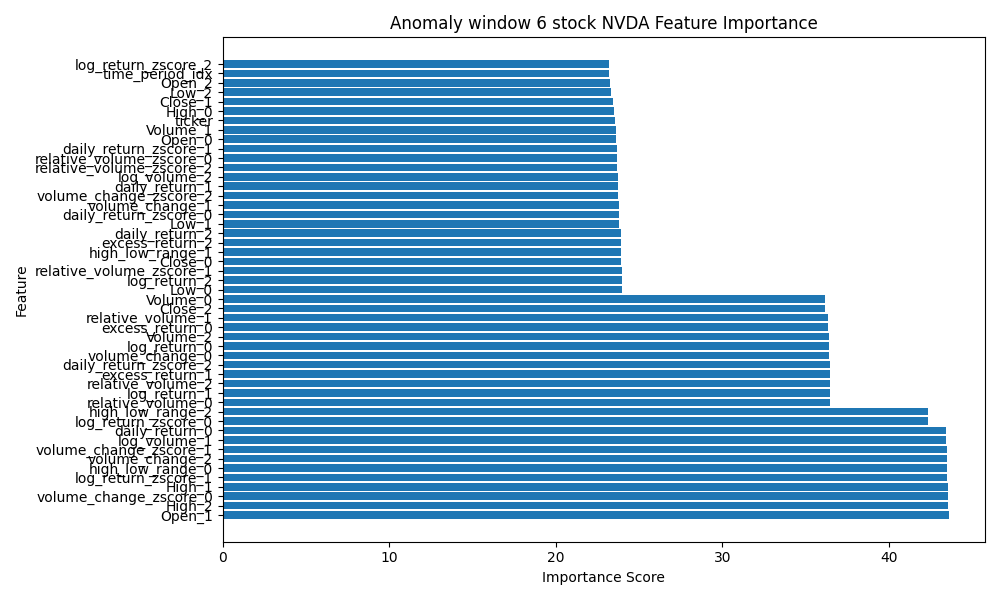 Anomaly window 6 stock NVDA Feature Importance
log_return_zscore_2
time_period_idx
Open_2
Low_2
Close_1
High_0
ticker
Volume_1
Open_0
daily_return_zscore_1
relative_volume_zscore_0
relative_volume_zscore_2
log_volume_2
daily_return_1
volume_change_zscore_2
volume_change_1
daily_return_zscore_0
Low_1
daily_return_2
excess_return_2
high_low_range_1
Close_0
relative_volume_zscore_1
log_return_2
Low_0
Volume_0
Close_2
relative_volume_1
excess_return_0
Volume_2
log_return_0
volume_change_0
daily_return_zscore_2
excess_return_1
relative_volume_2
log_return_1
relative_volume_0
high_low_range_2
log_return_zscore_0
daily_return_0
log_volume_1
volume_change_zscore_1
volume_change_2
high_low_range_0
log_return_zscore_1
High_1
volume_change_zscore_0
High_2
Open_1
Feature
0 10 20 30 40
Importance Score